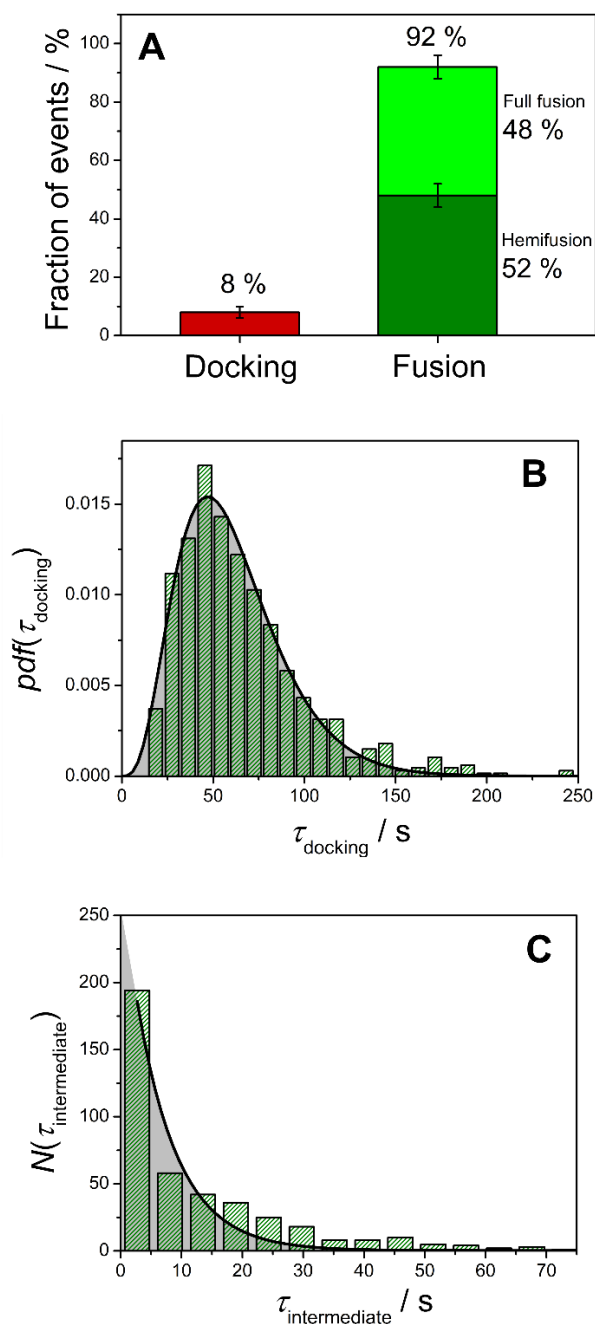 A
Fraction of events / %
100
80
60
40
20
0
92 %
Full fusion
48 %
Hemifusion
52 %
8 %
Docking
Fusion
B
pdf(τdocking)
0.015
0.010
0.005
0.000
0
50
100
150
200
250
τdocking / s
C
N(τintermediate)
250
200
150
100
50
0
0
10
20
30
40
50
60
70
τintermediate / s